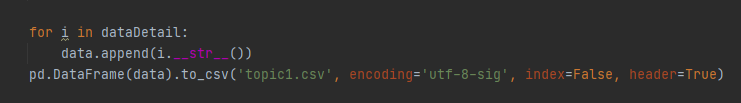 for i in dataDetail:
    data.append(i.__str__())
pd.DataFrame(data).to_csv('topic1.csv', encoding='utf-8-sig', index=False, header=True)